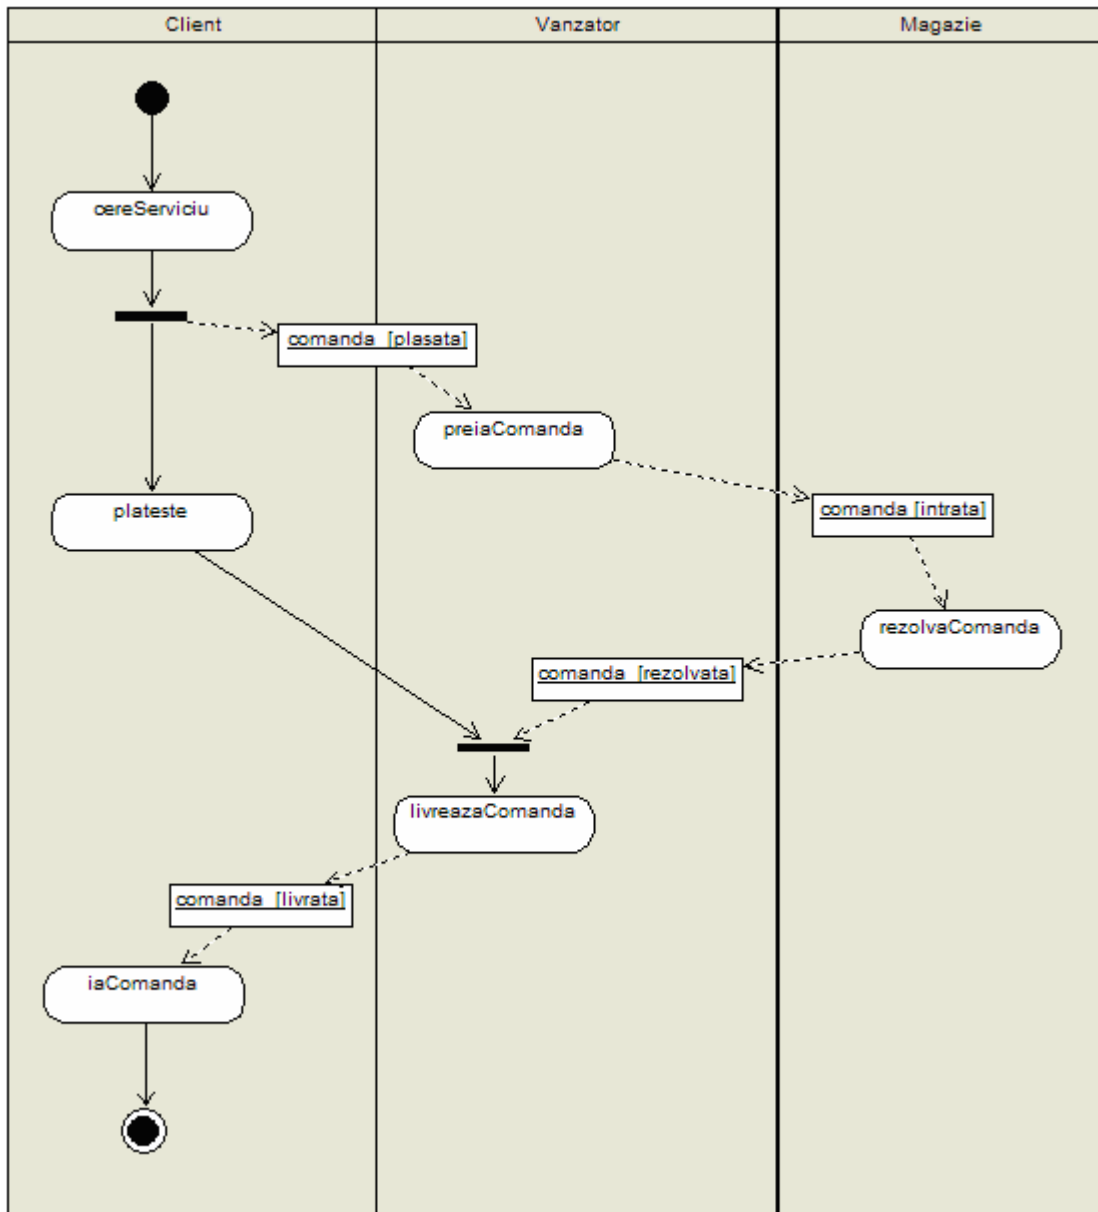 Client
Vanzator
Magazie
cereServiciu
comanda [plasata]
preiaComanda
plateste
comanda [intrata]
rezolvaComanda
comanda [rezolvata]
livreazaComanda
comanda [livrata]
iaComanda